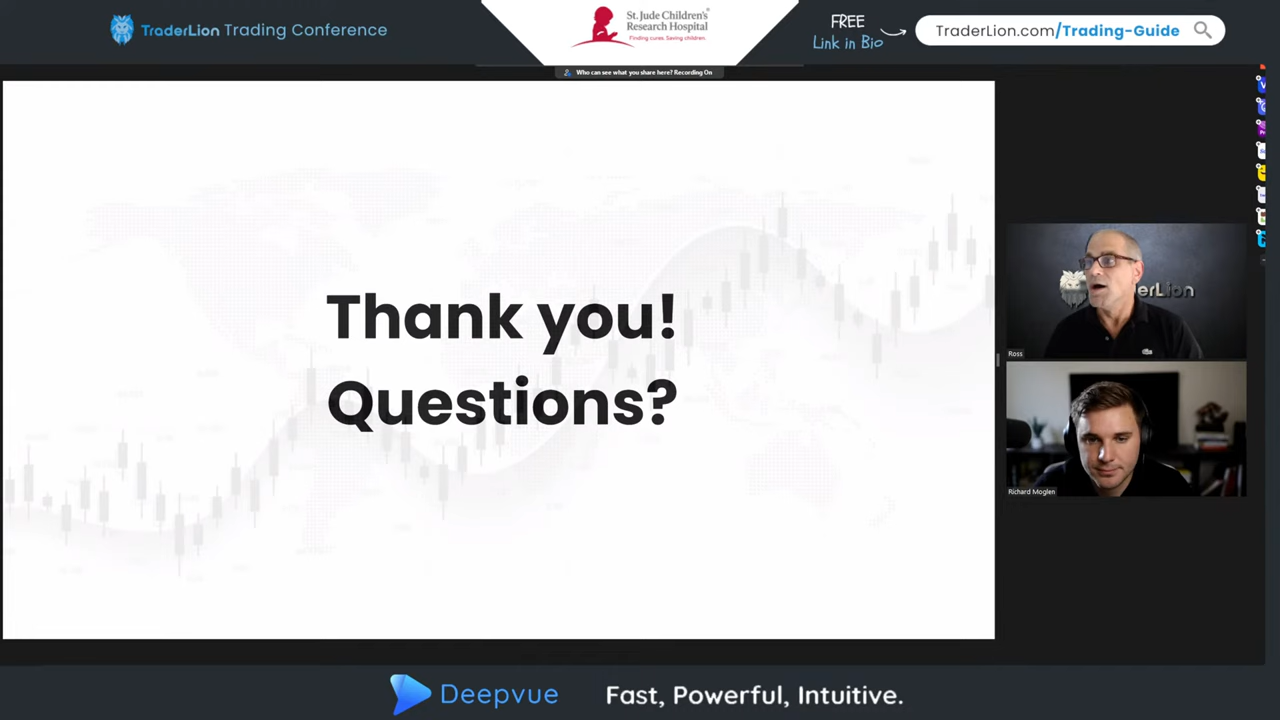 TraderLion Trading Conference
St. Jude Children's
Research Hospital
Finding cures. Saving children.
FREE
Link in Bio
TraderLion.com/Trading-Guide
Who can see what you share here? Recording On
Thank you!
Questions?
erLion
Ross
Richard Moglen
Deepvue
Fast, Powerful, Intuitive.